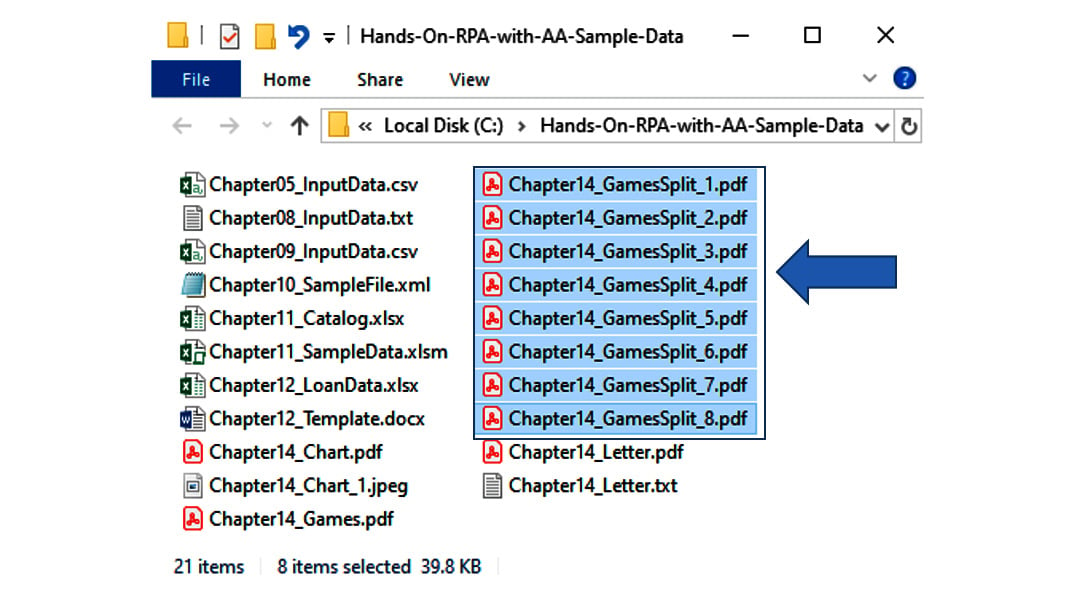 Hands-On-RPA-with-AA-Sample-Data
File Home Share View ?
« Local Disk (C:) › Hands-On-RPA-with-AA-Sample-Data
Chapter05_InputData.csv
Chapter08_InputData.txt
Chapter09_InputData.csv
Chapter10_SampleFile.xml
Chapter11_Catalog.xlsx
Chapter11_SampleData.xlsm
Chapter12_LoanData.xlsx
Chapter12_Template.docx
Chapter14_Chart.pdf
Chapter14_Chart_1.jpeg
Chapter14_Games.pdf
Chapter14_GamesSplit_1.pdf
Chapter14_GamesSplit_2.pdf
Chapter14_GamesSplit_3.pdf
Chapter14_GamesSplit_4.pdf
Chapter14_GamesSplit_5.pdf
Chapter14_GamesSplit_6.pdf
Chapter14_GamesSplit_7.pdf
Chapter14_GamesSplit_8.pdf
Chapter14_Letter.pdf
Chapter14_Letter.txt
21 items 8 items selected 39.8 KB